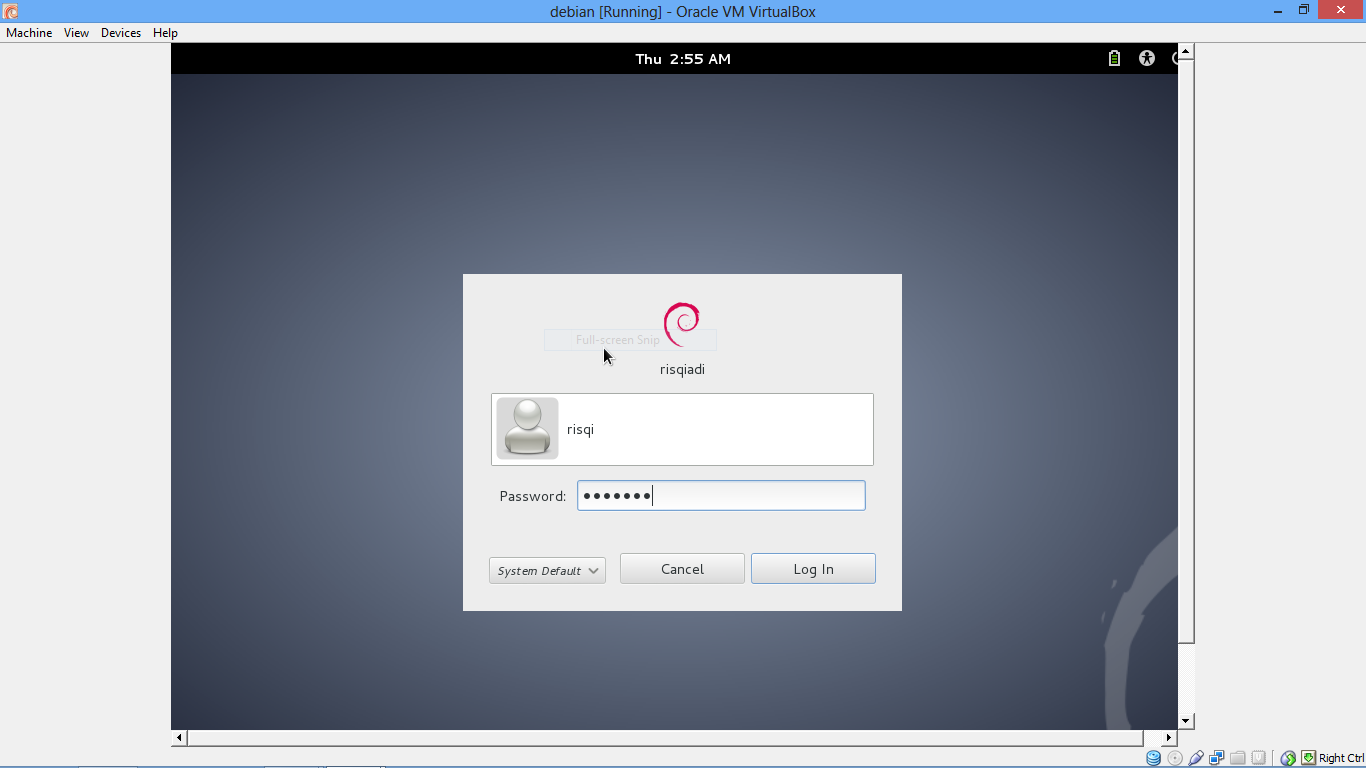 debian [Running] - Oracle VM VirtualBox
Machine View Devices Help
Thu 2:55 AM
Full-screen Snip
risqiadi
risqi
Password:
System Default Cancel Log In
Right Ctrl